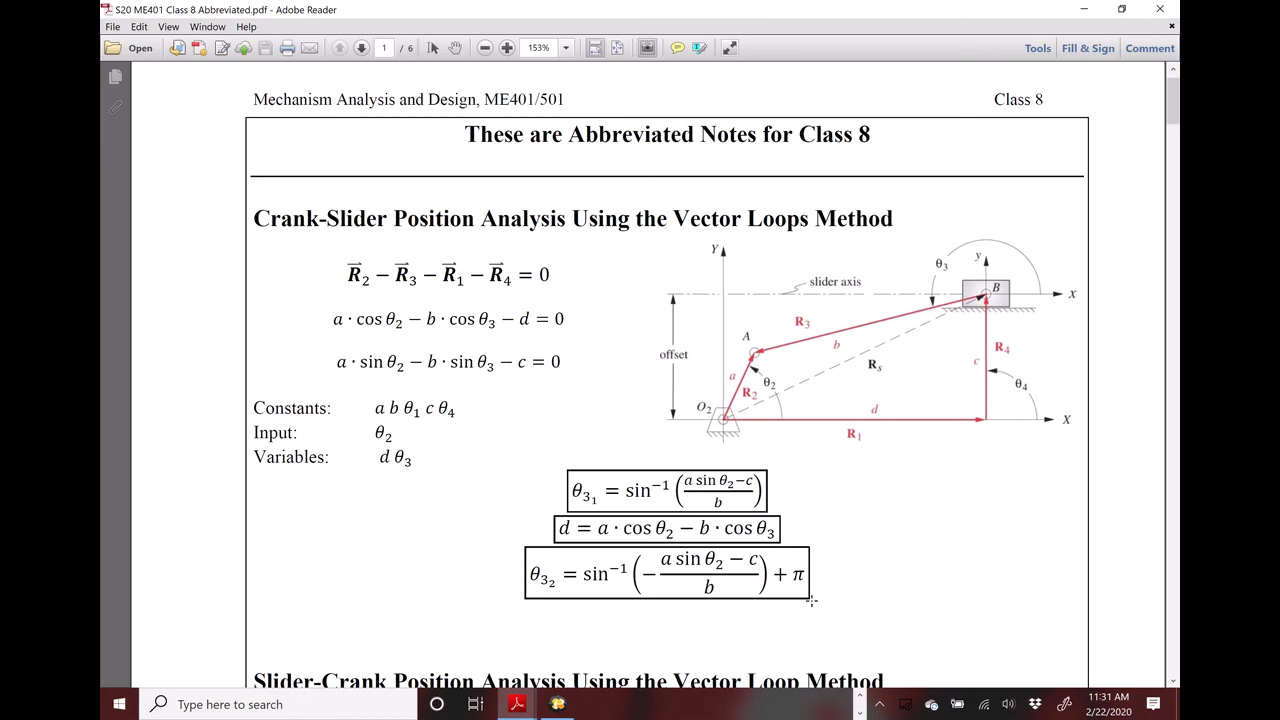 S20 ME401 Class 8 Abbreviated.pdf - Adobe Reader
File Edit View Window Help
Open 1 / 6 153% Tools Fill & Sign Comment
Mechanism Analysis and Design, ME401/501 Class 8
These are Abbreviated Notes for Class 8
Crank-Slider Position Analysis Using the Vector Loops Method
R⃗₂ − R⃗₃ − R⃗₁ − R⃗₄ = 0
a · cos θ₂ − b · cos θ₃ − d = 0
a · sin θ₂ − b · sin θ₃ − c = 0
Constants: a b θ₁ c θ₄
Input: θ₂
Variables: d θ₃
Y
y
θ₃
slider axis
B
X
R₃
A
b
R₄
offset
Rₛ
c
a
θ₂
R₂
θ₄
O₂
d
X
R₁
θ₃₁ = sin⁻¹ ((a sin θ₂−c)/b)
d = a · cos θ₂ − b · cos θ₃
θ₃₂ = sin⁻¹ (− (a sin θ₂ − c)/b) + π
Slider-Crank Position Analysis Using the Vector Loop Method
Type here to search
11:31 AM
2/22/2020